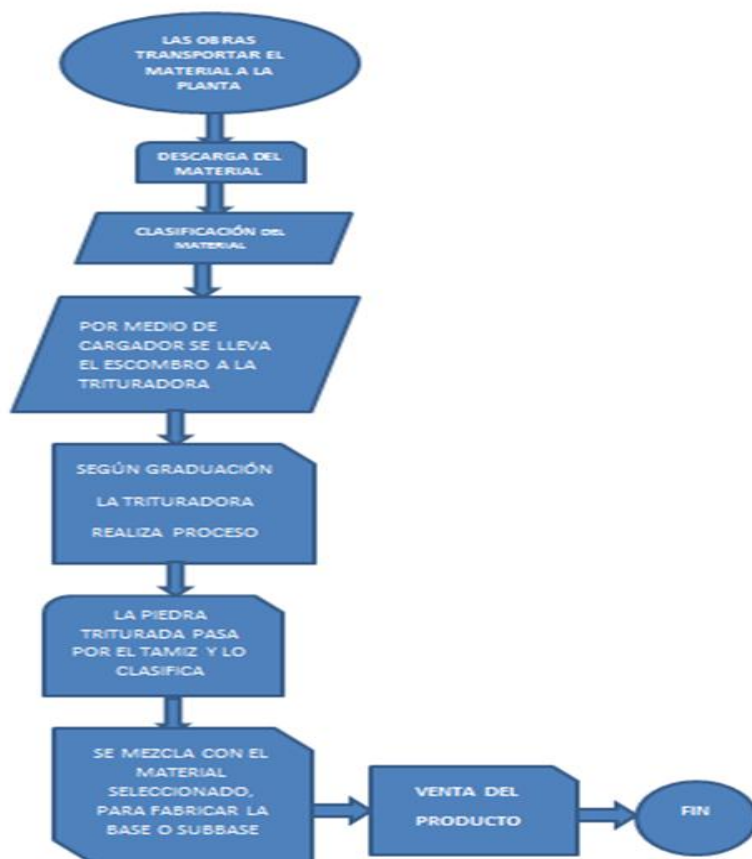 LAS OBRAS
TRANSPORTAR EL
MATERIAL A LA
PLANTA
DESCARGA DEL
MATERIAL
CLASIFICACIÓN DEL
MATERIAL
POR MEDIO DE
CARGADOR SE LLEVA
EL ESCOMBRO A LA
TRITURADORA
SEGÚN GRADUACIÓN
LA TRITURADORA
REALIZA PROCESO
LA PIEDRA
TRITURADA PASA
POR EL TAMIZ Y LO
CLASIFICA
SE MEZCLA CON EL
MATERIAL
SELECCIONADO,
PARA FABRICAR LA
BASE O SUBBASE
VENTA DEL
PRODUCTO
FIN